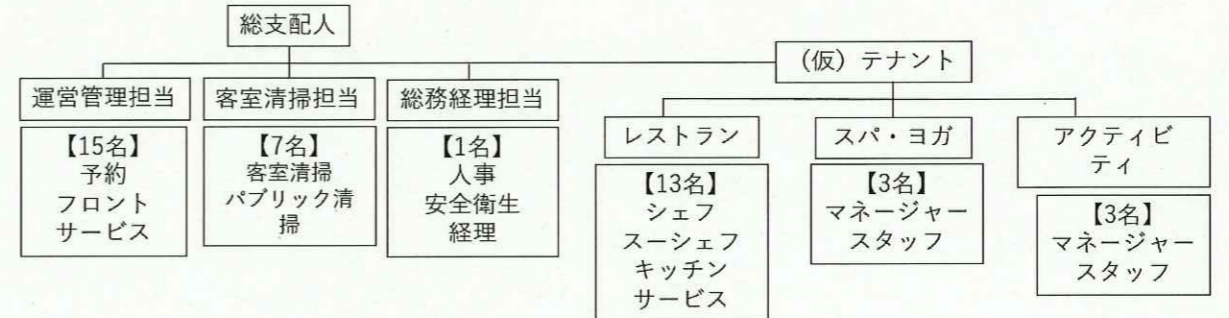 総支配人
(仮)テナント
運営管理担当
客室清掃担当
総務経理担当
【15名】
予約
フロント
サービス
【7名】
客室清掃
パブリック清
掃
【1名】
人事
安全衛生
経理
レストラン
スパ・ヨガ
アクティビ
ティ
【13名】
シェフ
スーシェフ
キッチン
サービス
【3名】
マネージャー
スタッフ
【3名】
マネージャー
スタッフ